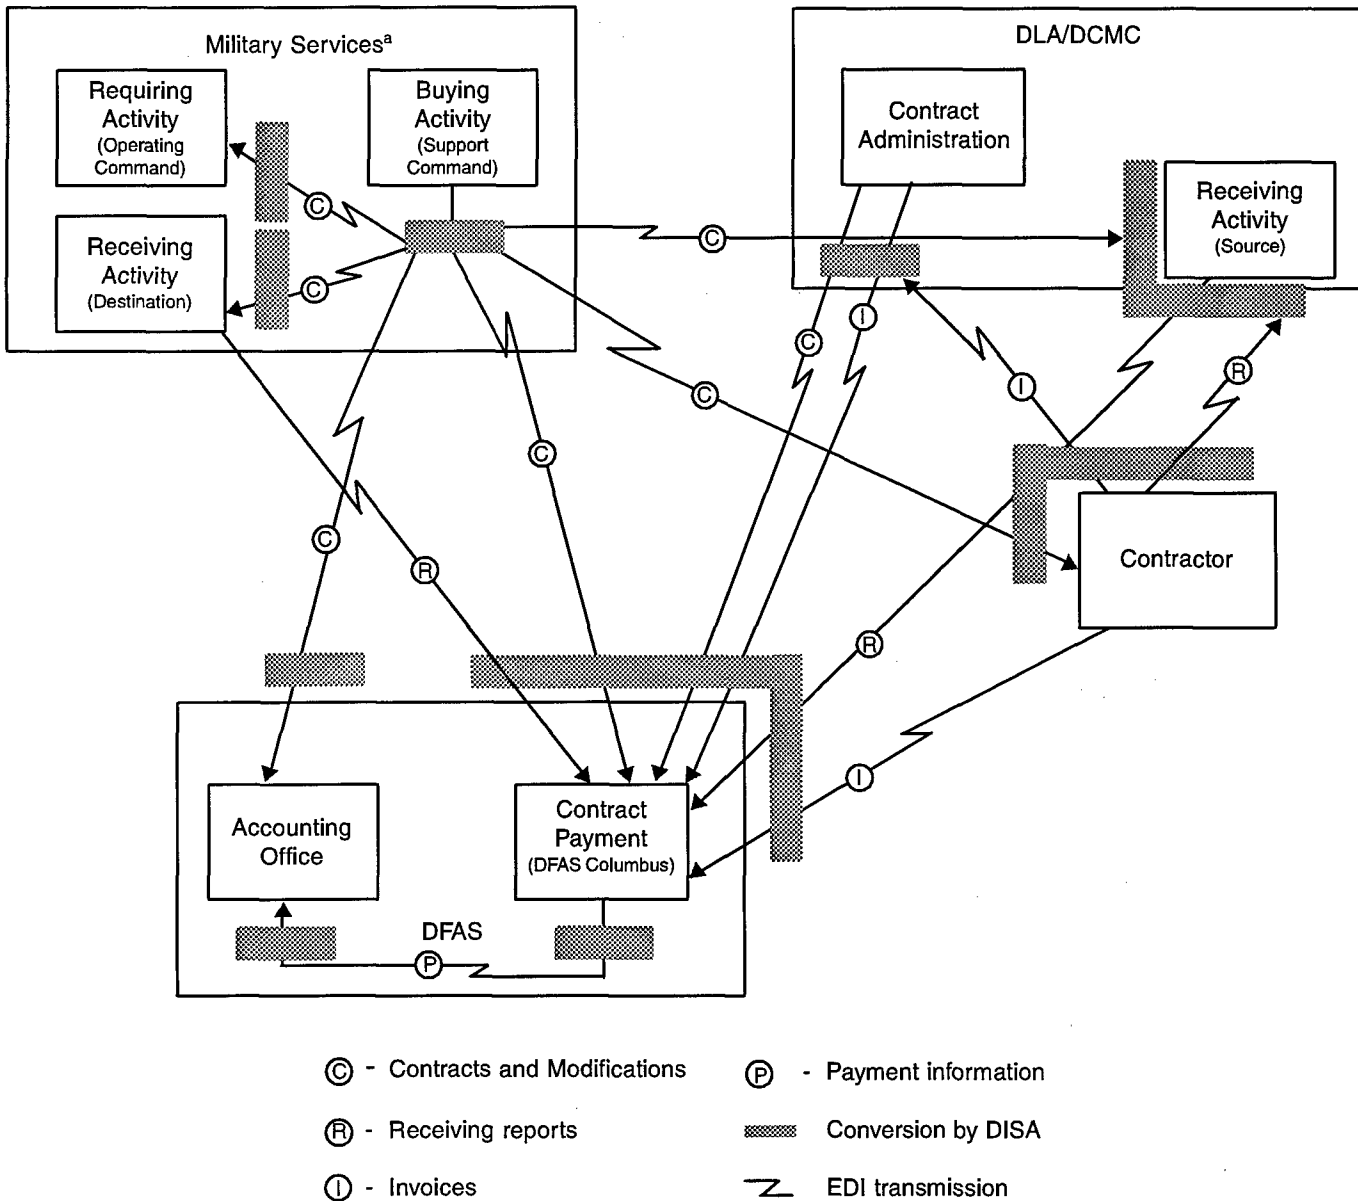 Military Servicesᵃ
Requiring
Activity
(Operating
Command)
Buying
Activity
(Support
Command)
Receiving
Activity
(Destination)
DLA/DCMC
Contract
Administration
Receiving
Activity
(Source)
C
C
C
C
I
I
R
C
C
C
R
R
I
Contractor
Accounting
Office
Contract
Payment
(DFAS Columbus)
DFAS
P
C - Contracts and Modifications
P - Payment information
R - Receiving reports
Conversion by DISA
I - Invoices
EDI transmission